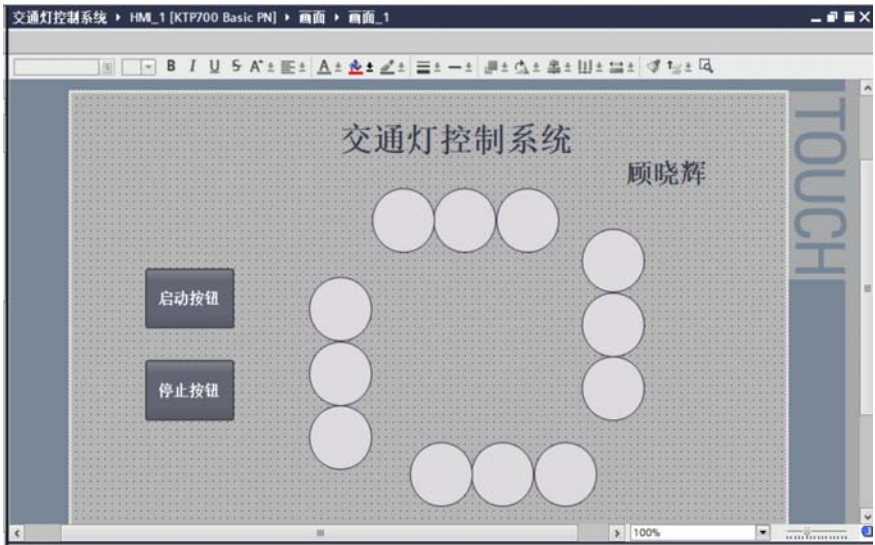 交通灯控制系统 ▸ HMI_1 [KTP700 Basic PN] ▸ 画面 ▸ 画面_1
B I U S A A
交通灯控制系统
顾晓辉
TOUCH
启动按钮
停止按钮
100%